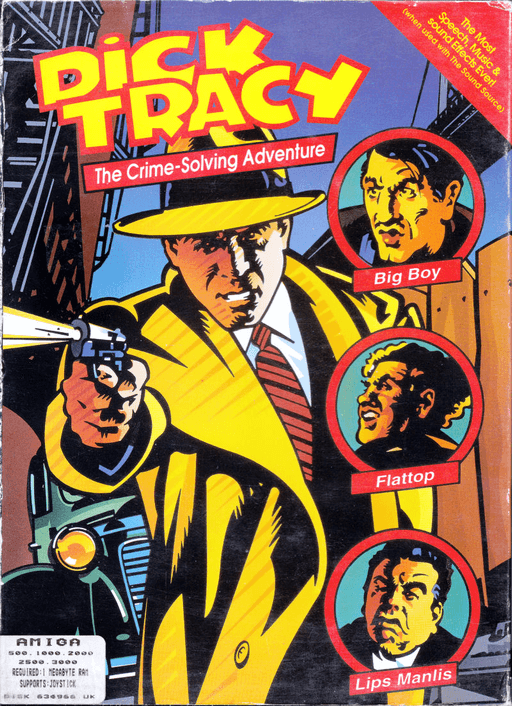 DiCK
TRACY
The Crime-Solving Adventure
The Most
Speech, Music &
sound Effects Ever!
(when used with The Sound Source)
Big Boy
Flattop
Lips Manlis
AMIGA
500.1000.2000
2500.3000
REQUIRED:1 MEGABYTE RAM
SUPPORTS:JOYSTICK
DISK 634966 UK